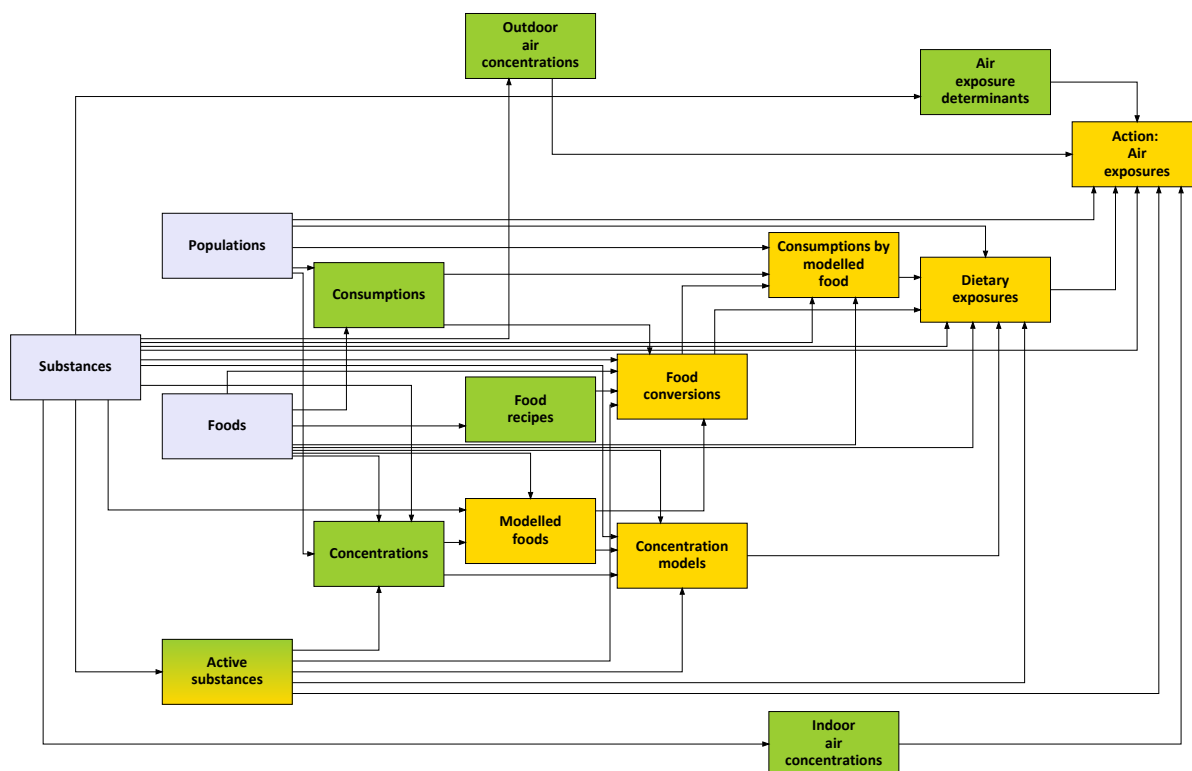 Outdoor
air
concentrations
Air
exposure
determinants
Action:
Air
exposures
Populations
Consumptions by
modelled
food
Consumptions
Dietary
exposures
Substances
Food
conversions
Food
recipes
Foods
Modelled
foods
Concentrations
Concentration
models
Active
substances
Indoor
air
concentrations